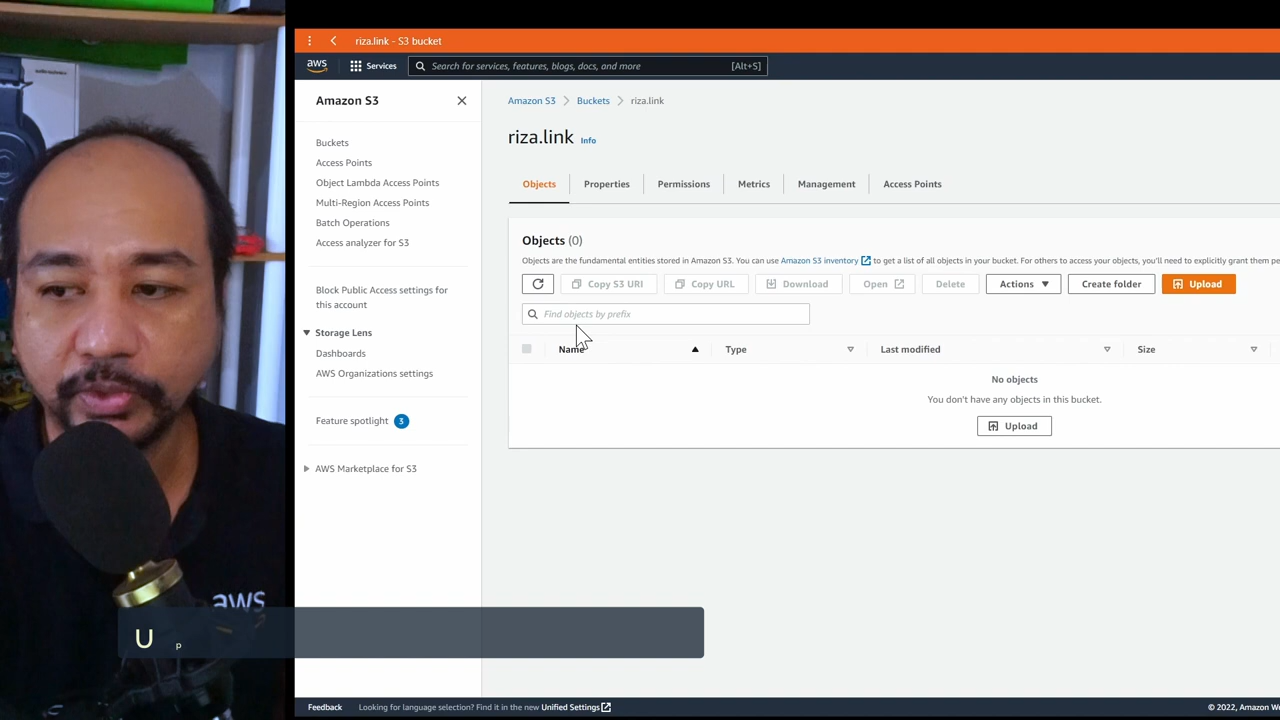 riza.link - S3 bucket
aws Services Search for services, features, blogs, docs, and more [Alt+S]
Amazon S3
Buckets
Access Points
Object Lambda Access Points
Multi-Region Access Points
Batch Operations
Access analyzer for S3
Block Public Access settings for
this account
Storage Lens
Dashboards
AWS Organizations settings
Feature spotlight 3
AWS Marketplace for S3
Amazon S3 Buckets riza.link
riza.link Info
Objects Properties Permissions Metrics Management Access Points
Objects (0)
Objects are the fundamental entities stored in Amazon S3. You can use Amazon S3 inventory to get a list of all objects in your bucket. For others to access your objects, you'll need to explicitly grant them pe
Copy S3 URI Copy URL Download Open Delete Actions Create folder Upload
Find objects by prefix
Name Type Last modified Size
No objects
You don't have any objects in this bucket.
Upload
aws
U p
Feedback Looking for language selection? Find it in the new Unified Settings © 2022, Amazon We